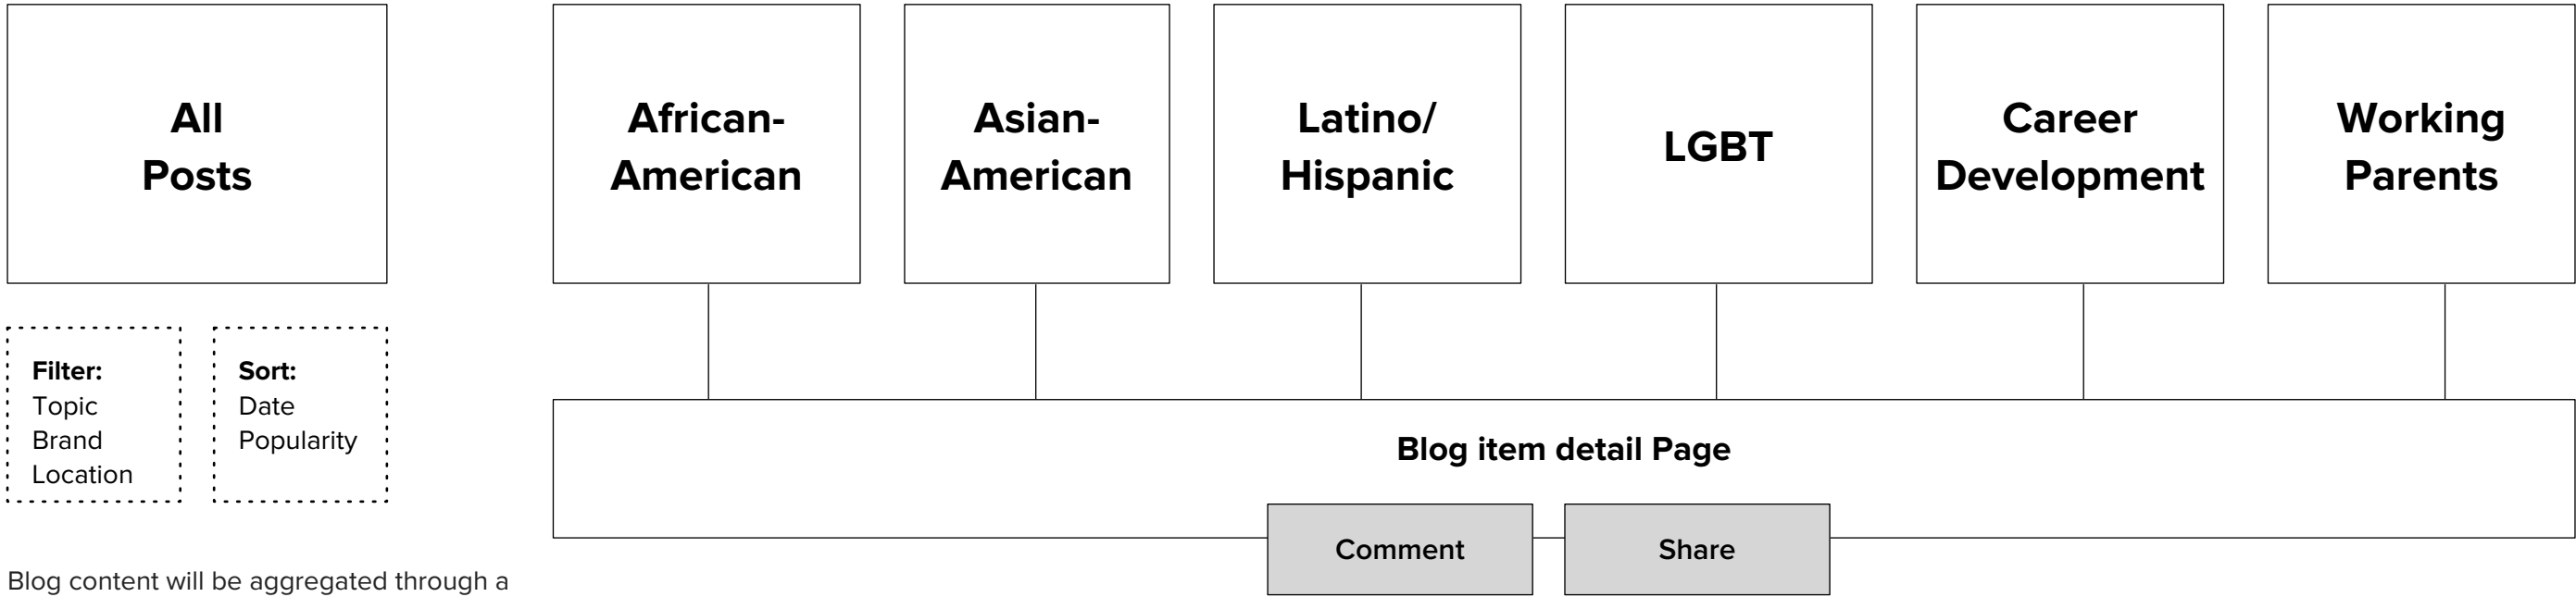 All
Posts
African-
American
Asian-
American
Latino/
Hispanic
LGBT
Career
Development
Working
Parents
Filter:
Topic
Brand
Location
Sort:
Date
Popularity
Blog item detail Page
Comment
Share
Blog content will be aggregated through a